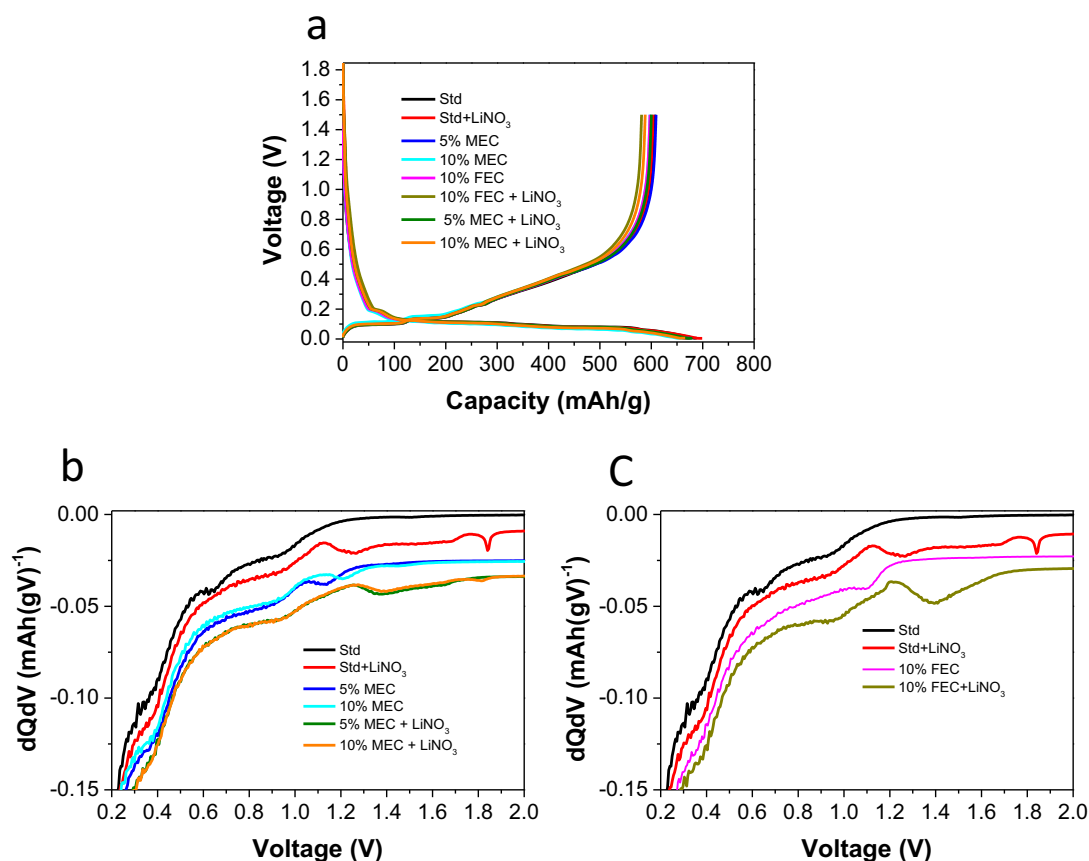 a
1.8
1.6
1.4
1.2
1.0
0.8
0.6
0.4
0.2
0.0
Voltage (V)
Std
Std+LiNO₃
5% MEC
10% MEC
10% FEC
10% FEC + LiNO₃
5% MEC + LiNO₃
10% MEC + LiNO₃
0 100 200 300 400 500 600 700 800
Capacity (mAh/g)
b
0.00
-0.05
-0.10
-0.15
dQdV (mAh(gV)⁻¹
Std
Std+LiNO₃
5% MEC
10% MEC
5% MEC + LiNO₃
10% MEC + LiNO₃
0.2 0.4 0.6 0.8 1.0 1.2 1.4 1.6 1.8 2.0
Voltage (V)
C
0.00
-0.05
-0.10
-0.15
dQdV (mAh(gV)⁻¹
Std
Std+LiNO₃
10% FEC
10% FEC+LiNO₃
0.2 0.4 0.6 0.8 1.0 1.2 1.4 1.6 1.8 2.0
Voltage (V)